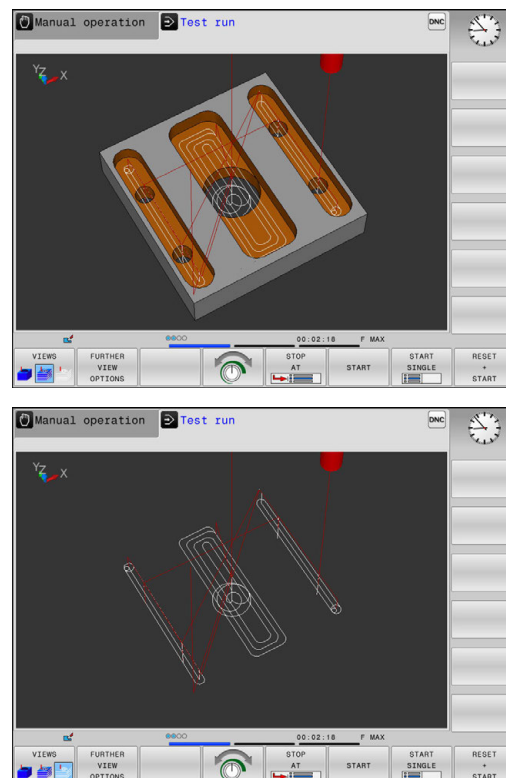 Manual operation
Test run
DNC
YZ X
00:02:18 F MAX
VIEWS
FURTHER
VIEW
OPTIONS
STOP
AT
START
START
SINGLE
RESET
+
START
Manual operation
Test run
DNC
YZ X
00:02:18 F MAX
VIEWS
FURTHER
VIEW
OPTIONS
STOP
AT
START
START
SINGLE
RESET
+
START